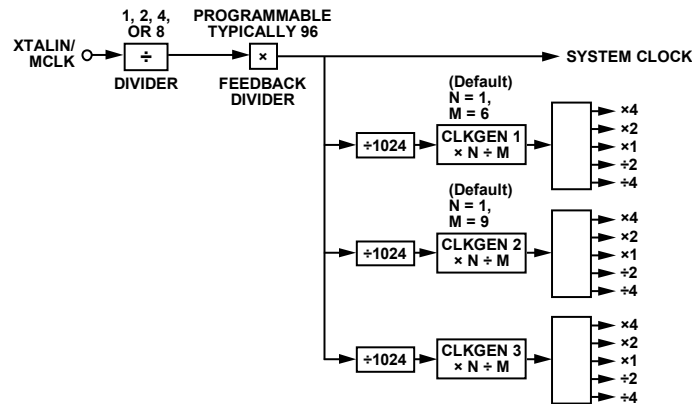 1, 2, 4,
OR 8
PROGRAMMABLE
TYPICALLY 96
XTALIN/
MCLK
÷
×
SYSTEM CLOCK
DIVIDER
FEEDBACK
DIVIDER
(Default)
N = 1,
M = 6
÷1024
CLKGEN 1
× N ÷ M
×4
×2
×1
÷2
÷4
(Default)
N = 1,
M = 9
÷1024
CLKGEN 2
× N ÷ M
×4
×2
×1
÷2
÷4
÷1024
CLKGEN 3
× N ÷ M
×4
×2
×1
÷2
÷4